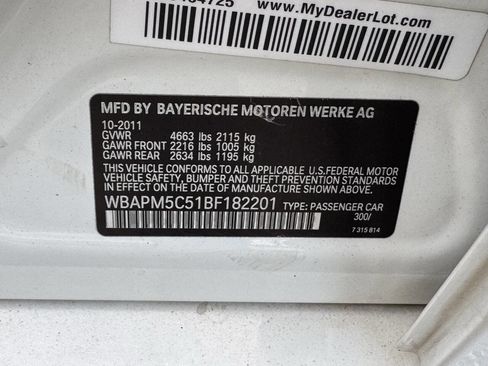 www.MyDealerLot.com
MFD BY BAYERISCHE MOTOREN WERKE AG
10-2011
GVWR 4663 lbs 2115 kg
GAWR FRONT 2216 lbs 1005 kg
GAWR REAR 2634 lbs 1195 kg
THIS VEHICLE CONFORMS TO ALL APPLICABLE U.S.FEDERAL MOTOR
VEHICLE SAFETY, BUMPER, AND THEFT PREVENTION STANDARDS
IN EFFECT ON THE DATE OF MANUFACTURE SHOWN ABOVE.
WBAPM5C51BF182201 TYPE: PASSENGER CAR
300/
7 315 814